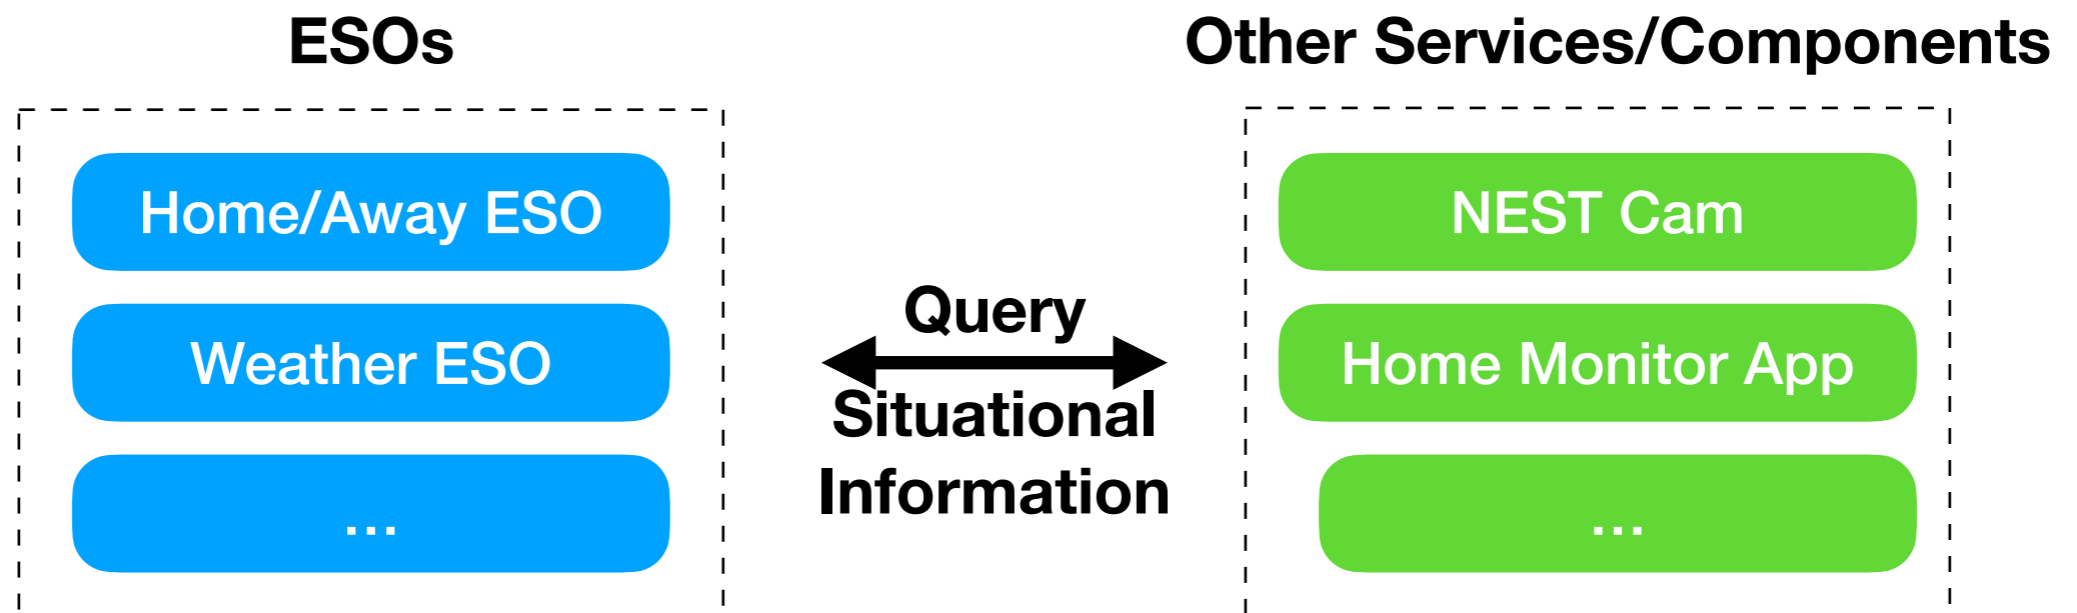 ESOs
Home/Away ESO
Weather ESO
...
Query
Situational
Information
Other Services/Components
NEST Cam
Home Monitor App
...